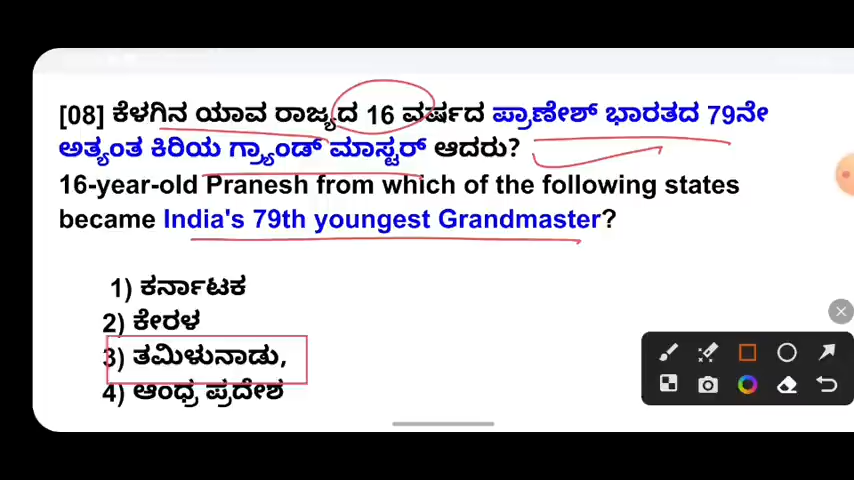 [08] ಕೆಳಗಿನ ಯಾವ ರಾಜ್ಯದ 16 ವರ್ಷದ ಪ್ರಾಣೇಶ್ ಭಾರತದ 79ನೇ
ಅತ್ಯಂತ ಕಿರಿಯ ಗ್ರ್ಯಾಂಡ್ ಮಾಸ್ಟರ್ ಆದರು?
16-year-old Pranesh from which of the following states
became India's 79th youngest Grandmaster?
1) ಕರ್ನಾಟಕ
2) ಕೇರಳ
3) ತಮಿಳುನಾಡು,
4) ಆಂಧ್ರ ಪ್ರದೇಶ